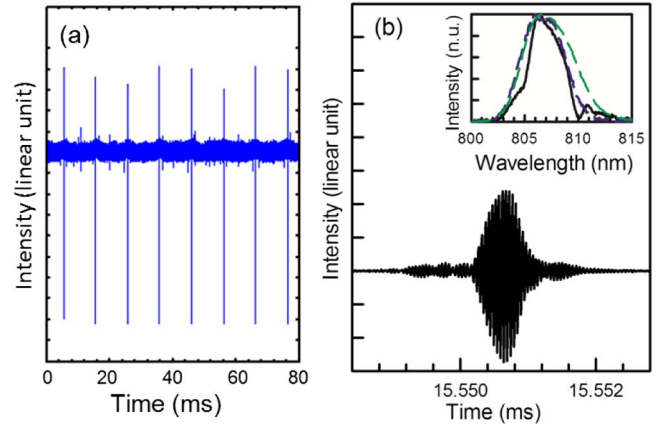 (a)
Intensity (linear unit)
0 20 40 60 80
Time (ms)
(b)
Intensity (linear unit)
15.550 15.552
Time (ms)
Intensity (n.u.)
800 805 810 815
Wavelength (nm)